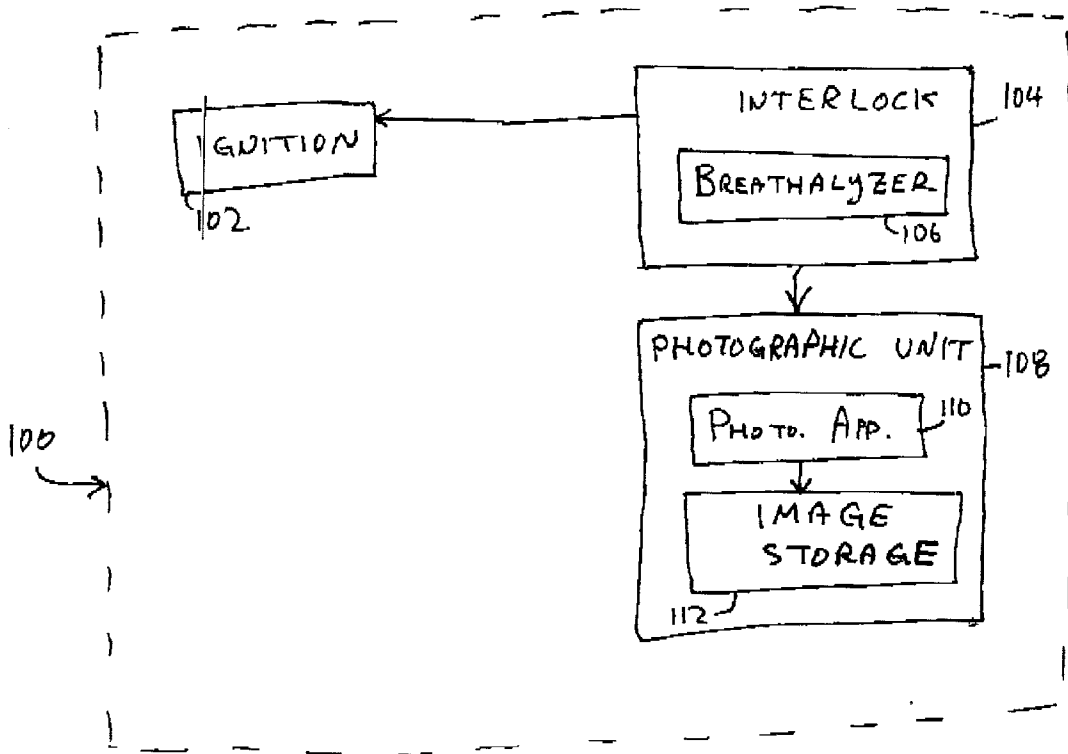 INTERLOCK
104
IGNITION
BREATHALYZER
102
106
PHOTOGRAPHIC UNIT
108
110
PHOTO. APP.
100
IMAGE
STORAGE
112